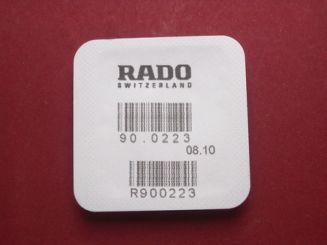 RADO
SWITZERLAND
90.0223
08.10
R900223